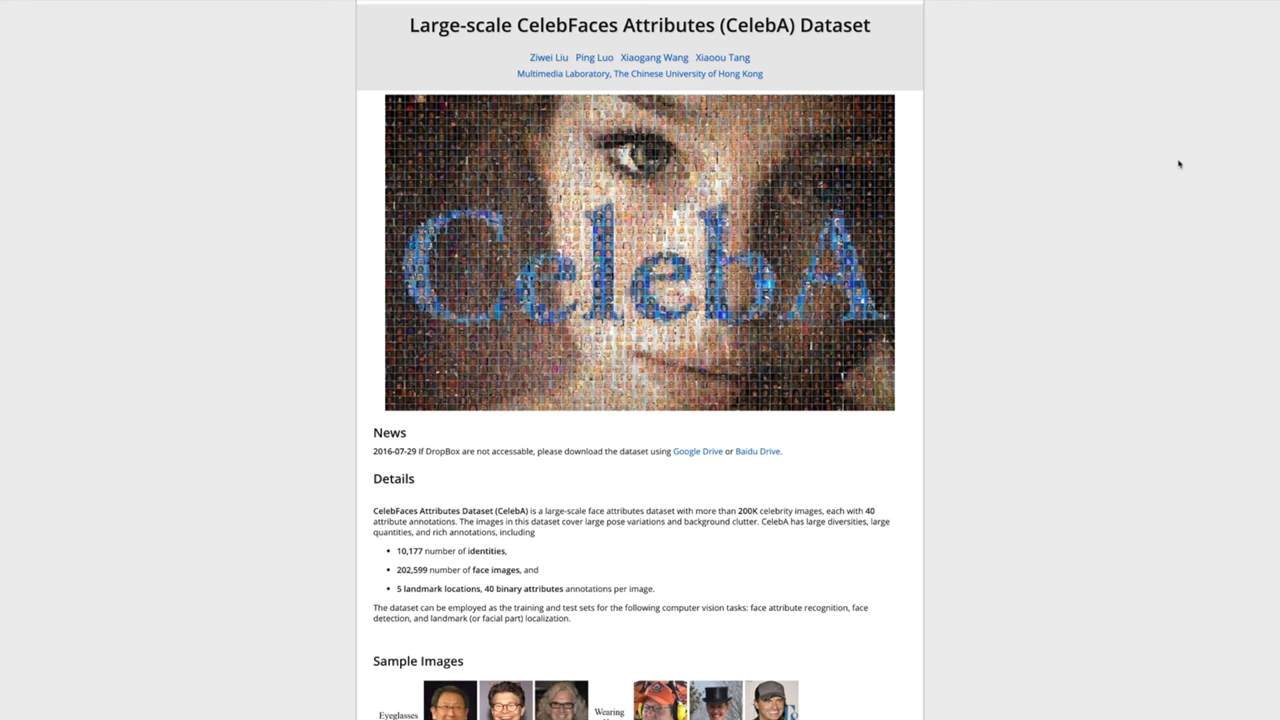 Large-scale CelebFaces Attributes (CelebA) Dataset
Ziwei Liu Ping Luo Xiaogang Wang Xiaoou Tang
Multimedia Laboratory, The Chinese University of Hong Kong
CelebA
News
2016-07-29 If DropBox are not accessable, please download the dataset using Google Drive or Baidu Drive.
Details
CelebFaces Attributes Dataset (CelebA) is a large-scale face attributes dataset with more than 200K celebrity images, each with 40
attribute annotations. The images in this dataset cover large pose variations and background clutter. CelebA has large diversities, large
quantities, and rich annotations, including
• 10,177 number of identities,
• 202,599 number of face images, and
• 5 landmark locations, 40 binary attributes annotations per image.
The dataset can be employed as the training and test sets for the following computer vision tasks: face attribute recognition, face
detection, and landmark (or facial part) localization.
Sample Images
Eyeglasses
Wearing